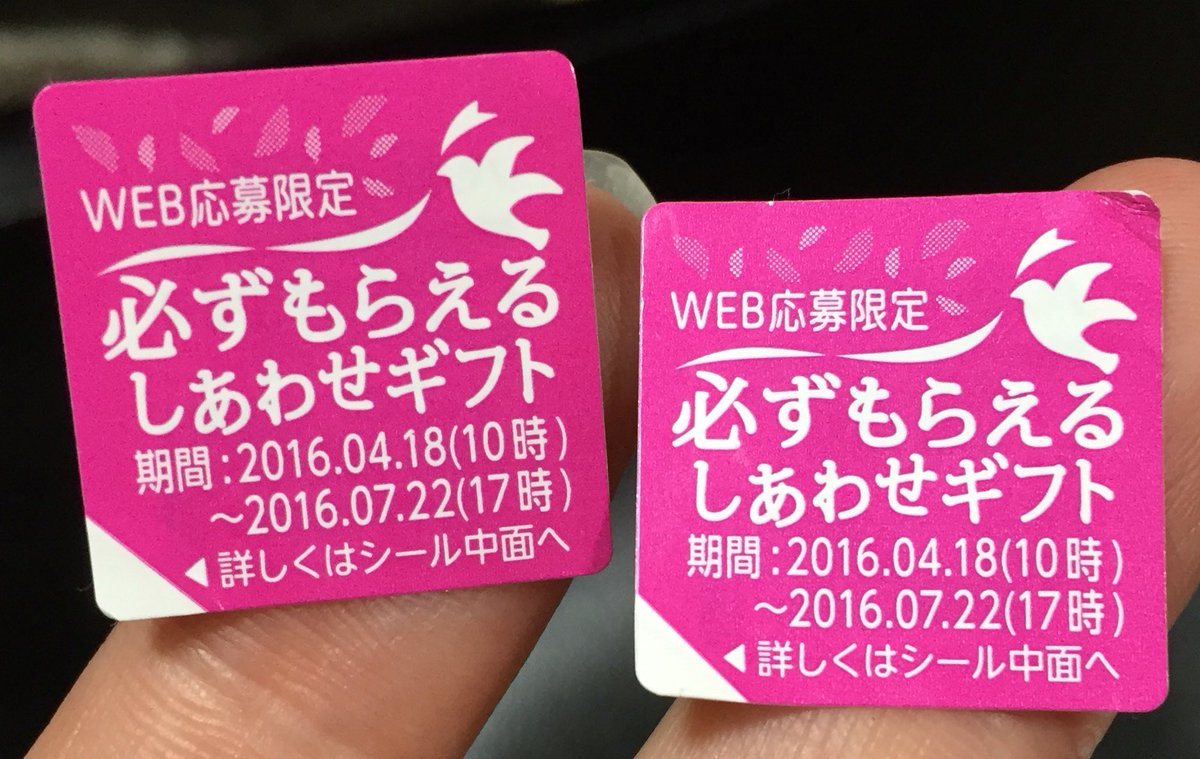 WEB応募限定
必ずもらえる
しあわせギフト
期間:2016.04.18(10時)
～2016.07.22(17時)
◀詳しくはシール中面へ
WEB応募限定
必ずもらえる
しあわせギフト
期間:2016.04.18(10時)
～2016.07.22(17時)
◀詳しくはシール中面へ